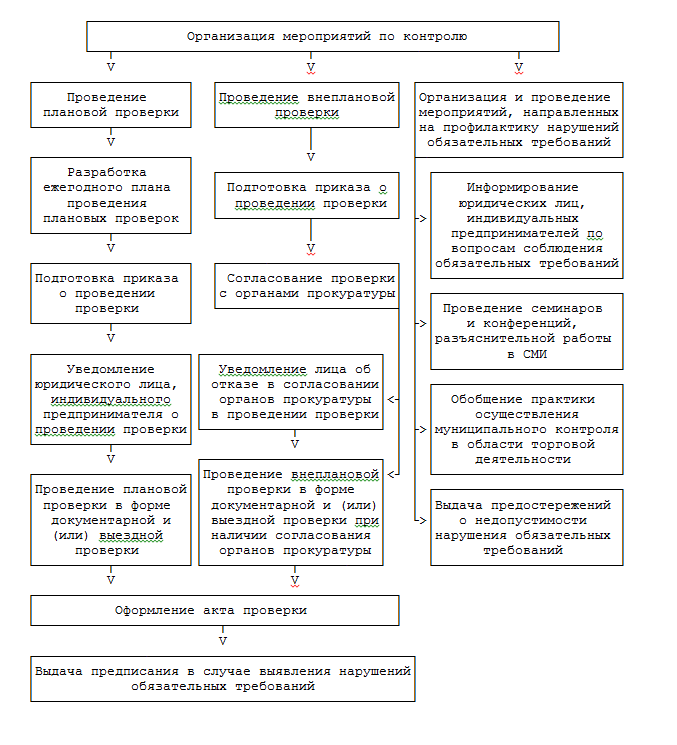 Организация мероприятий по контролю
V
V
V
Проведение
плановой проверки
Проведение внеплановой
проверки
Организация и проведение
мероприятий, направленных
на профилактику нарушений
обязательных требований
V
V
Разработка
ежегодного плана
проведения
плановых проверок
Подготовка приказа о
проведении проверки
->
Информирование
юридических лиц,
индивидуальных
предпринимателей по
вопросам соблюдения
обязательных требований
V
V
Подготовка приказа
о проведении
проверки
Согласование проверки
с органами прокуратуры
->
Проведение семинаров
и конференций,
разъяснительной работы
в СМИ
V
Уведомление
юридического лица,
индивидуального
предпринимателя о
проведении проверки
Уведомление лица об
отказе в согласовании
органов прокуратуры
в проведении проверки
<-
->
Обобщение практики
осуществления
муниципального контроля
в области торговой
деятельности
V
V
Проведение плановой
проверки в форме
документарной и
(или) выездной
проверки
Проведение внеплановой
проверки в форме
документарной и (или)
выездной проверки при
наличии согласования
органов прокуратуры
<-
->
Выдача предостережений
о недопустимости
нарушения обязательных
требований
V
V
Оформление акта проверки
V
Выдача предписания в случае выявления нарушений
обязательных требований